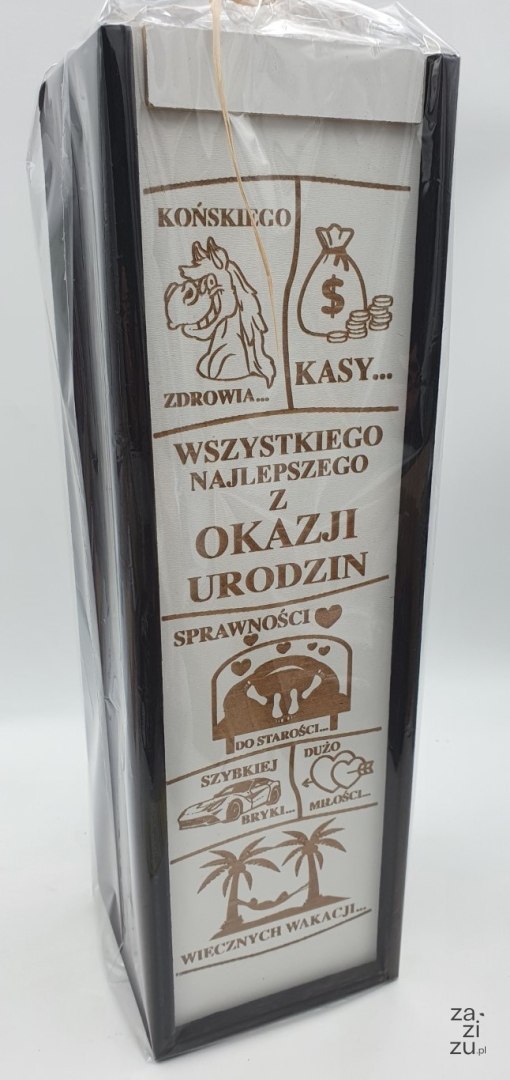 KOŃSKIEGO
ZDROWIA...
$
KASY...
WSZYSTKIEGO
NAJLEPSZEGO
Z
OKAZJI
URODZIN
SPRAWNOŚCI
DO STAROŚCI...
SZYBKIEJ
BRYKI...
DUŻO
MIŁOŚCI...
WIECZNYCH WAKACJI...
za
zi
zu.pl